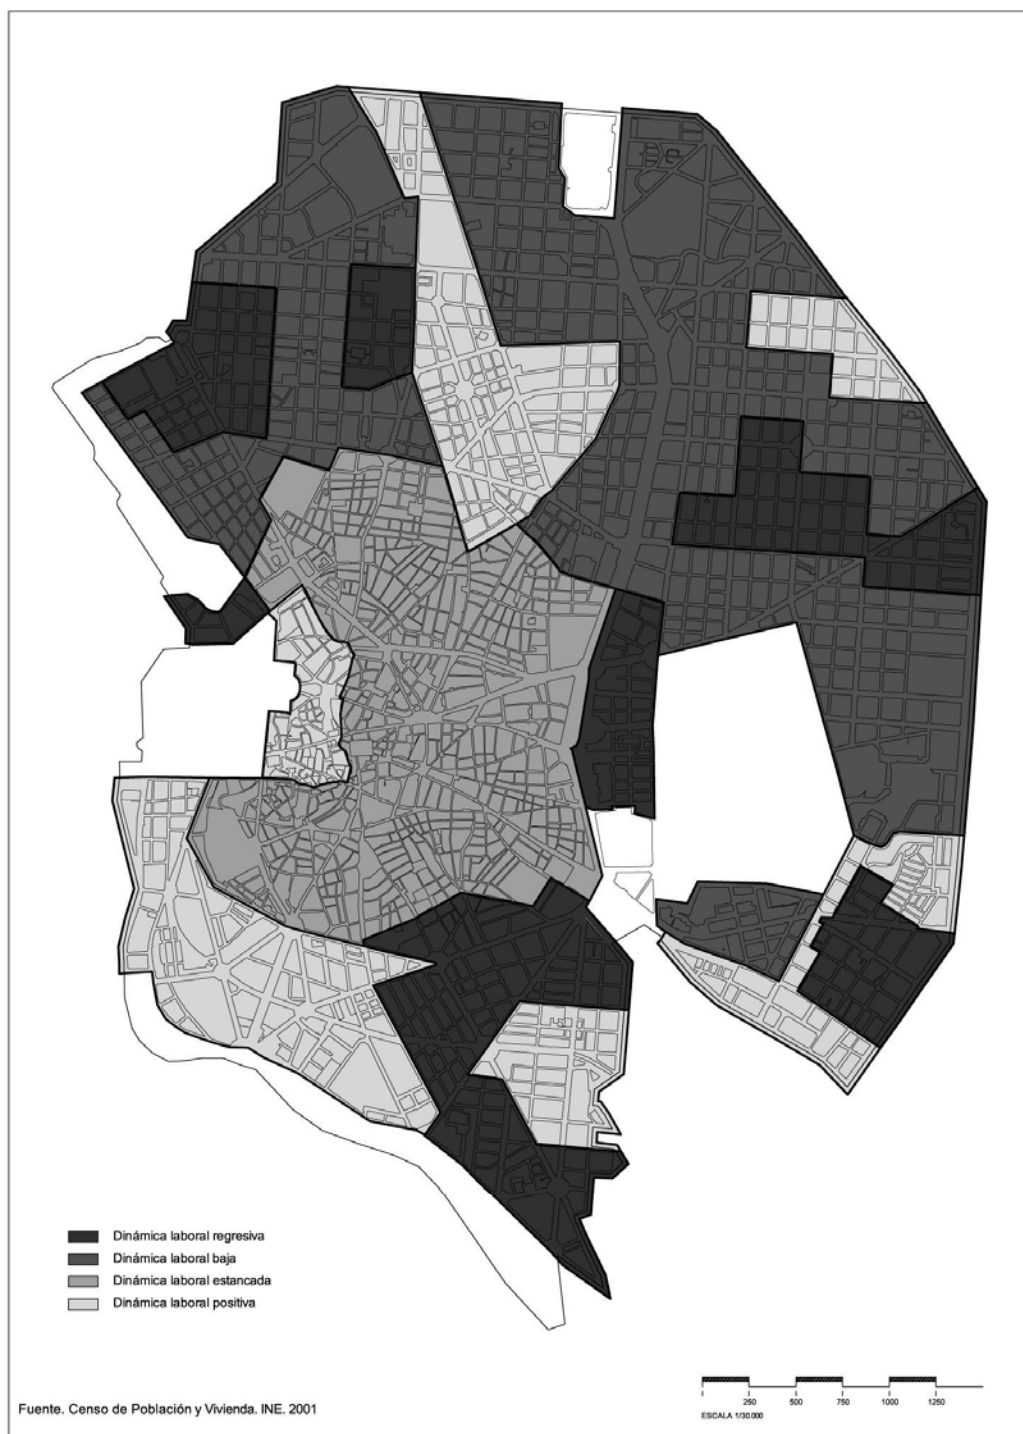 Dinámica laboral regresiva
Dinámica laboral baja
Dinámica laboral estancada
Dinámica laboral positiva
Fuente. Censo de Población y Vivienda. INE. 2001
250 500 750 1000 1250
ESCALA 1/30.000